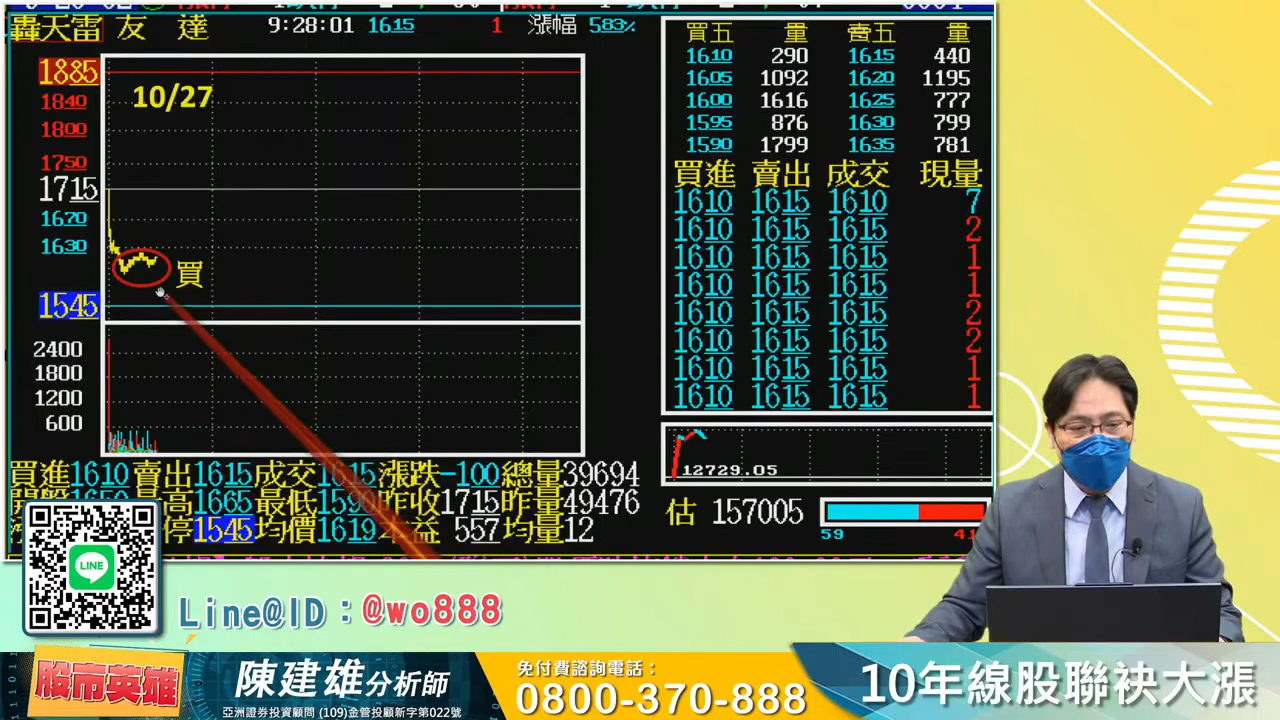 轟天雷 友 達 9:28:01 1615 1 漲幅 583%
10/27
1885
1840
1800
1750
1715
1670
1630
1545
買
2400
1800
1200
600
買五 量 賣五 量
1610 290 1615 440
1605 1092 1620 1195
1600 1616 1625 777
1595 876 1630 799
1590 1799 1635 781
買進 賣出 成交 現量
1610 1615 1610 7
1610 1615 1615 2
1610 1615 1615 1
1610 1615 1615 1
1610 1615 1615 2
1610 1615 1615 2
1610 1615 1615 1
1610 1615 1615 1
12729.05
估 157005
59 41
買進1610 賣出1615 成交1615 漲跌-100 總量39694
最高1665 最低159 昨收1715 昨量49476
停1545 均價1619 本益 557 均量12
LINE
Line@ID：@wo888
股市英雄
陳建雄分析師
亞洲證券投資顧問 (109)金管投顧新字第022號
免付費諮詢電話：
0800-370-888
10年線股聯袂大漲